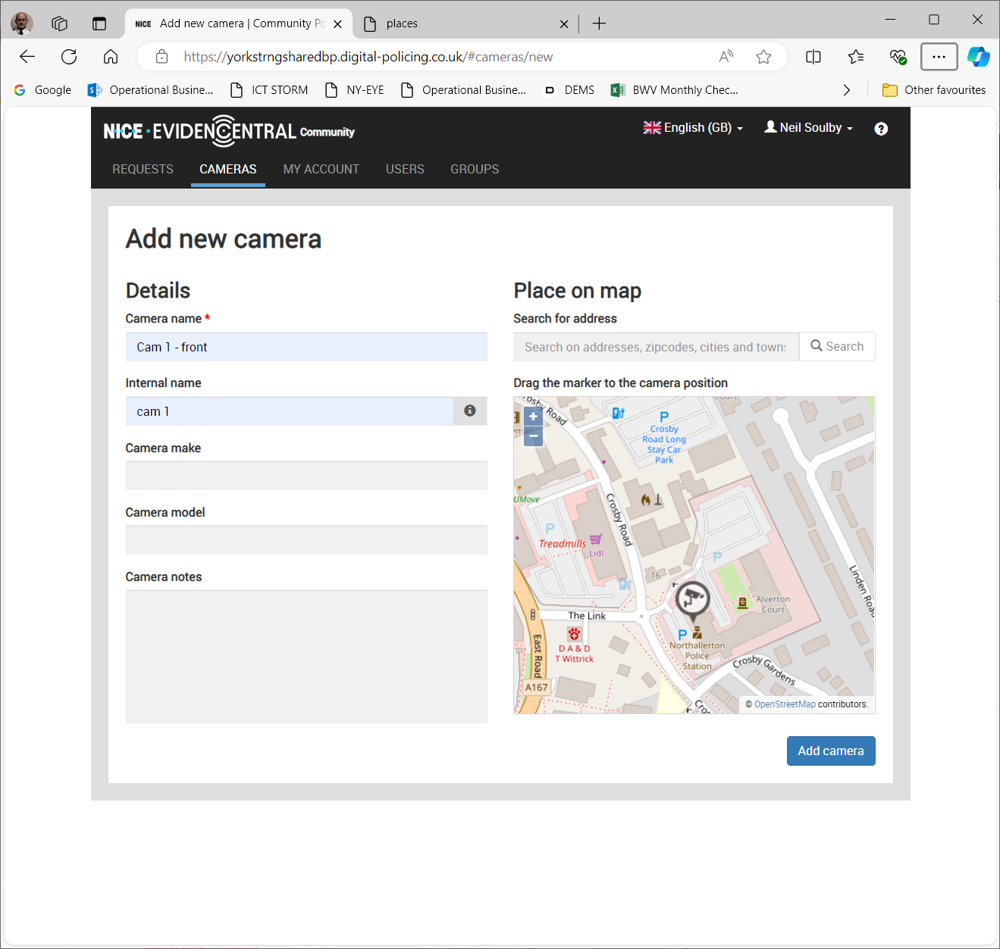 NICE Add new camera | Community Pc
places
https://yorkstrngsharedbp.digital-policing.co.uk/#cameras/new
Google
Operational Busine...
ICT STORM
NY-EYE
Operational Busine...
DEMS
BWV Monthly Chec...
Other favourites
NICE · EVIDENCENTRAL Community
English (GB)
Neil Soulby
REQUESTS
CAMERAS
MY ACCOUNT
USERS
GROUPS
Add new camera
Details
Camera name *
Cam 1 - front
Internal name
cam 1
Camera make
Camera model
Camera notes
Place on map
Search for address
Search on addresses, zipcodes, cities and towns
Search
Drag the marker to the camera position
Crosby Road
Court
P
Crosby
Road Long
Stay Car
Park
UMove
Crosby Road
P
Treadmills
Lidl
P
16
Linden Road
Alverton
Court
The Link
P
Northallerton
Police
Station
D A & D
T Wittrick
East Road
Crosby Gardens
A167
© OpenStreetMap contributors.
Add camera